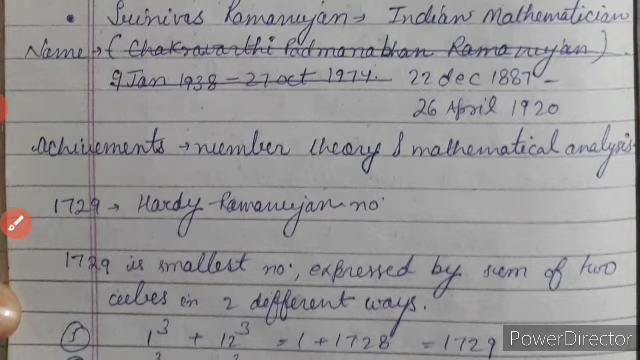 • Srinivas Ramanujan → Indian Mathematician
Name → (Chakravarthi Padmanabhan Ramanujan)
9 Jan 1938 - 27 oct 1974. 22 dec 1887 -
26 April 1920
Achivements → number theory & mathematical analysis.
1729 → Hardy-Ramanujan no.
1729 is smallest no., expressed by sum of two
cubes in 2 different ways.
1³ + 12³ = 1 + 1728 = 1729
PowerDirector